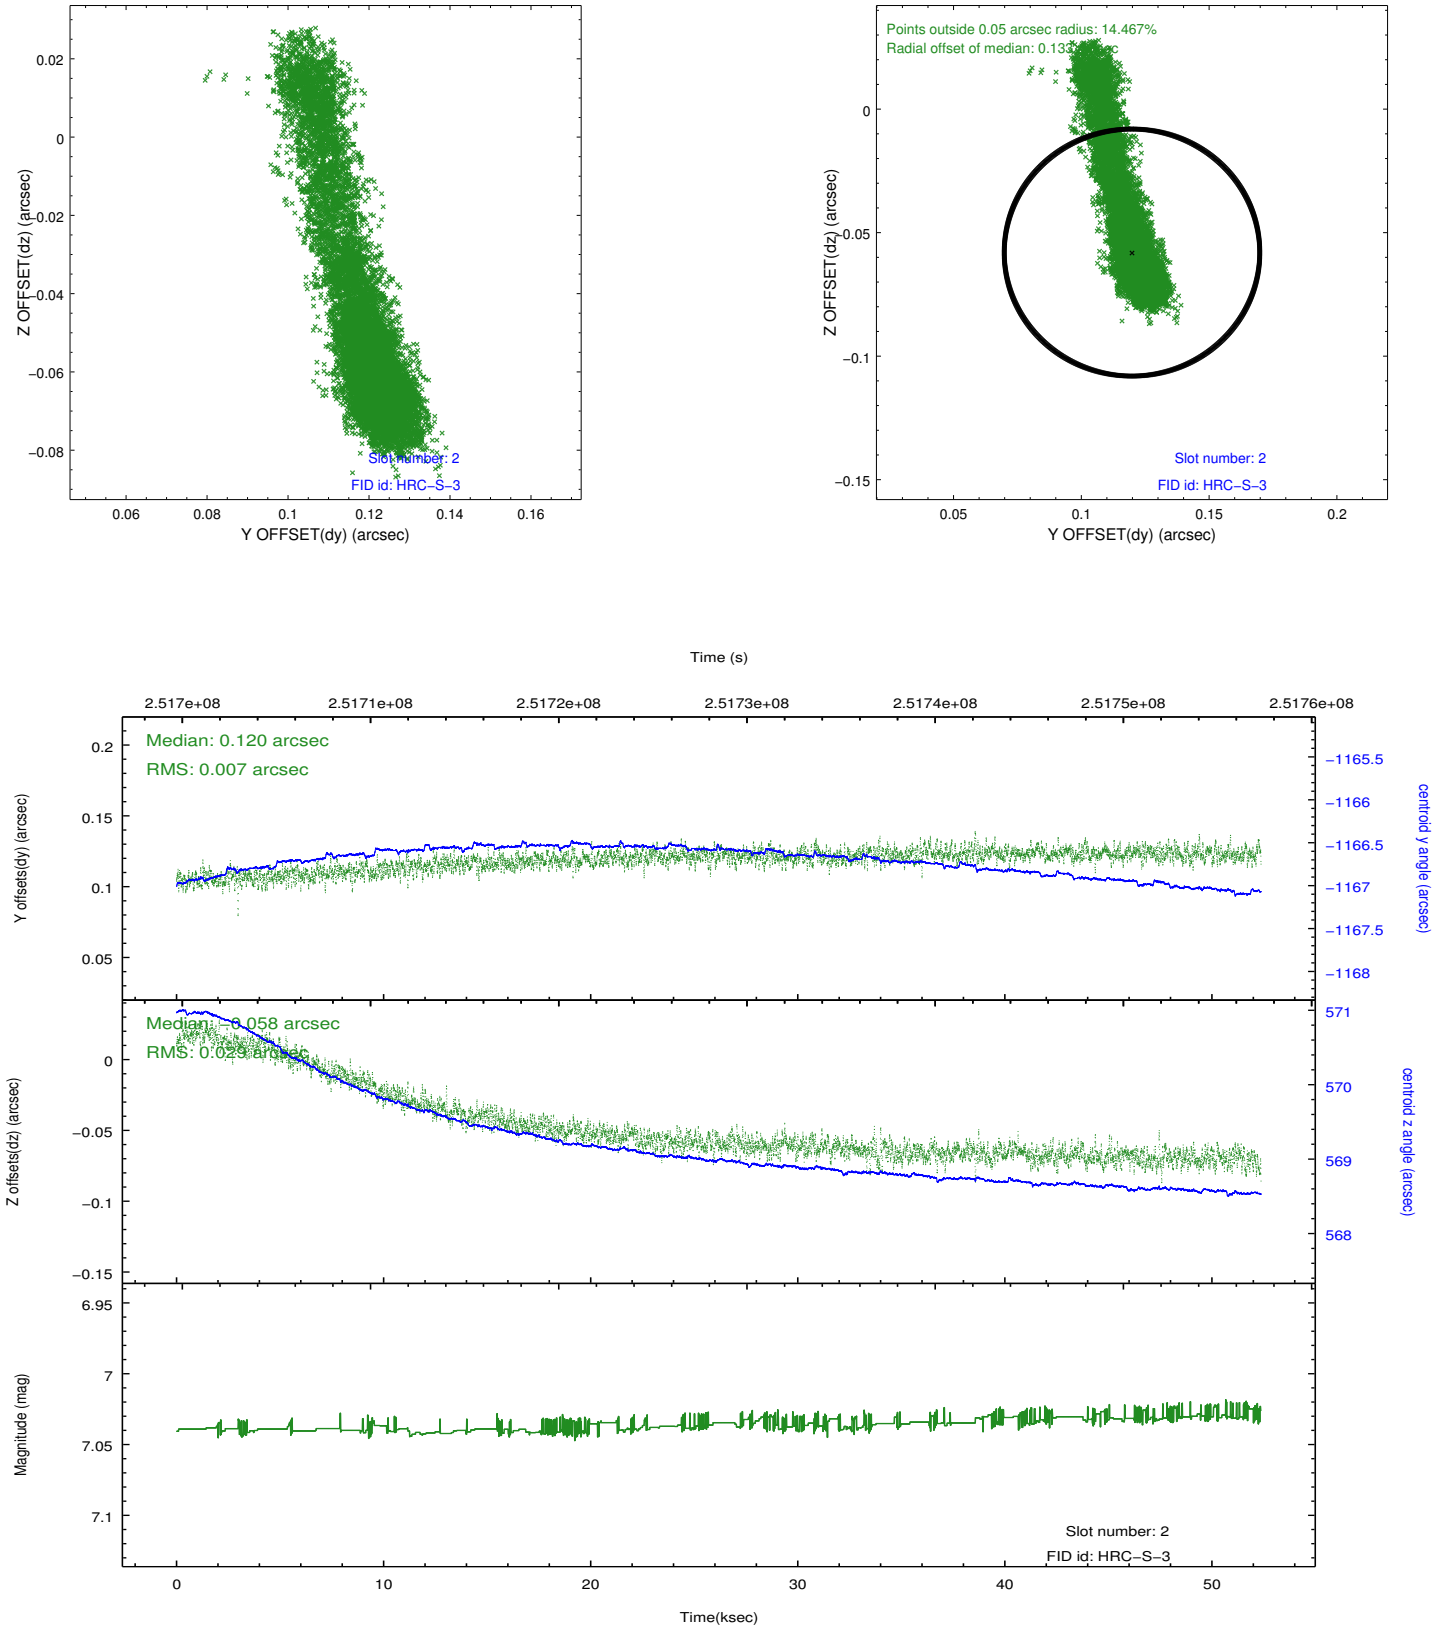 0.02
0
−0.02
−0.04
−0.06
−0.08
Z OFFSET(dz) (arcsec)
Slot number: 2
FID id: HRC−S−3
0.06 0.08 0.1 0.12 0.14 0.16
Y OFFSET(dy) (arcsec)
Points outside 0.05 arcsec radius: 14.467%
Radial offset of median:
0
−0.05
−0.1
−0.15
Z OFFSET(dz) (arcsec)
Slot number: 2
FID id: HRC−S−3
0.05 0.1 0.15 0.2
Y OFFSET(dy) (arcsec)
Time (s)
2.517e+08 2.5171e+08 2.5172e+08 2.5173e+08 2.5174e+08 2.5175e+08 2.5176e+08
Median: 0.120 arcsec
RMS: 0.007 arcsec
0.2
0.15
0.1
0.05
Y offsets(dy) (arcsec)
−1165.5
−1166
−1166.5
−1167
−1167.5
−1168
centroid y angle (arcsec)
Median: −0.058 arcsec
RMS: 0.029 arcsec
0
−0.05
−0.1
−0.15
Z offsets(dz) (arcsec)
571
570
569
568
centroid z angle (arcsec)
6.95
7
7.05
7.1
Magnitude (mag)
Slot number: 2
FID id: HRC−S−3
0 10 20 30 40 50
Time(ksec)